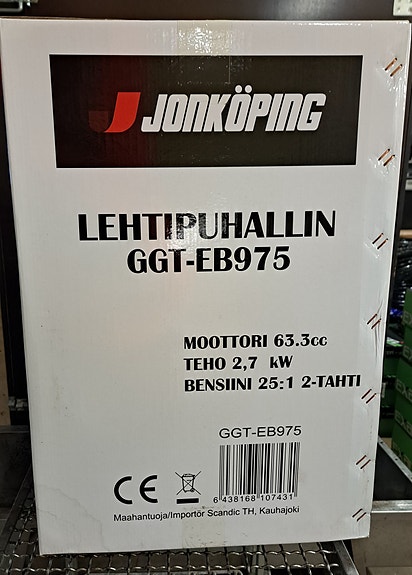 JONKÖPING
LEHTIPUHALLIN
GGT-EB975
MOOTTORI 63.3cc
TEHO 2,7 kW
BENSIINI 25:1 2-TAHTI
GGT-EB975
CE
6 438168 107431
Maahantuoja/Importör Scandic TH, Kauhajoki